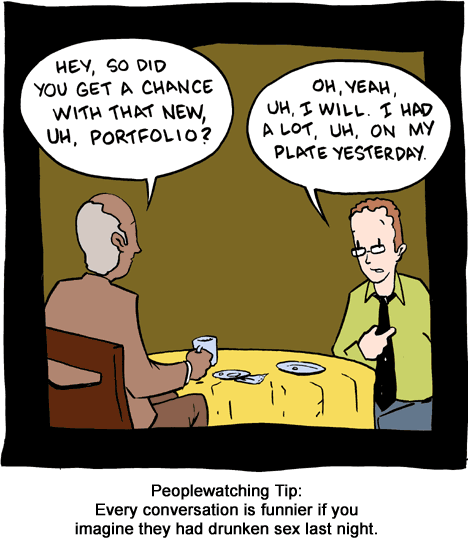 HEY, SO DID
YOU GET A CHANCE
WITH THAT NEW,
UH, PORTFOLIO?
OH, YEAH,
UH, I WILL. I HAD
A LOT, UH, ON MY
PLATE YESTERDAY.
Peoplewatching Tip:
Every conversation is funnier if you
imagine they had drunken sex last night.